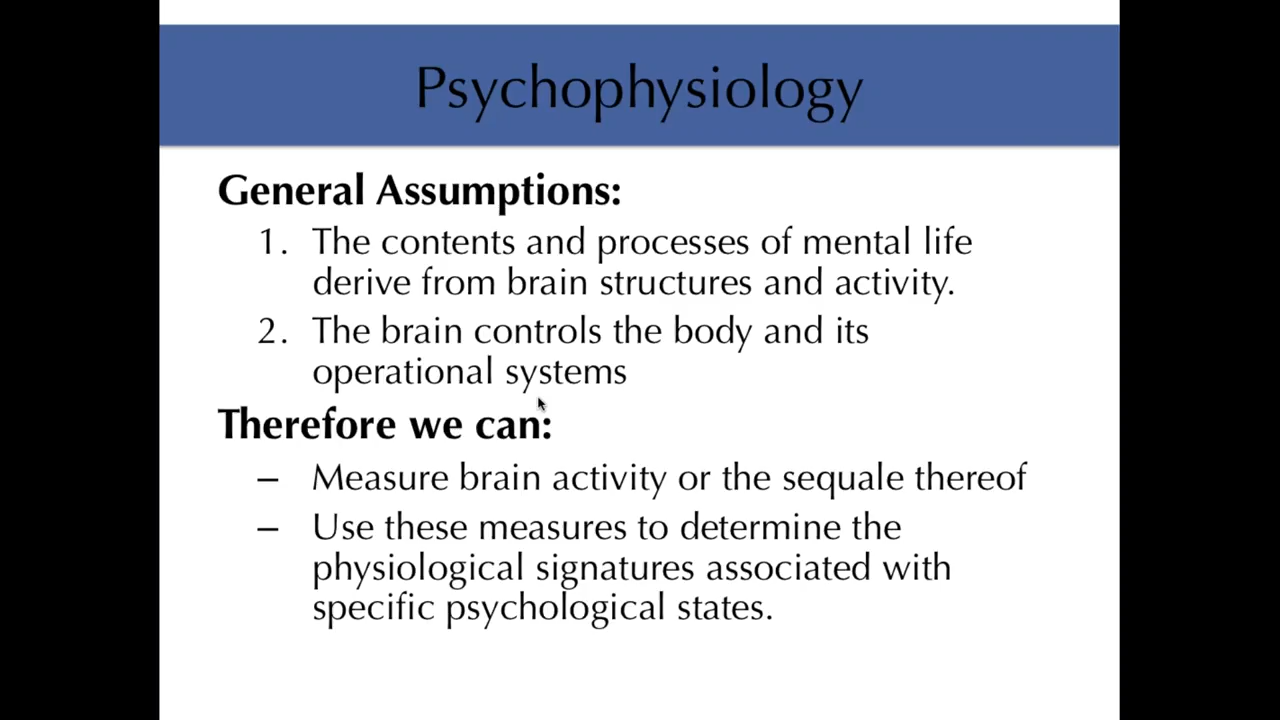 Psychophysiology
General Assumptions:
1. The contents and processes of mental life
derive from brain structures and activity.
2. The brain controls the body and its
operational systems
Therefore we can:
– Measure brain activity or the sequale thereof
– Use these measures to determine the
physiological signatures associated with
specific psychological states.